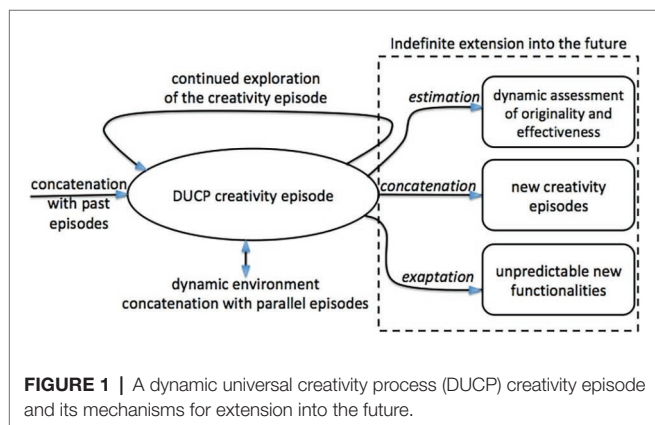 Indefinite extension into the future
continued exploration
of the creativity episode
estimation
dynamic assessment
of originality and
effectiveness
concatenation
with past
episodes
DUCP creativity episode
concatenation
new creativity
episodes
dynamic environment
concatenation with parallel episodes
exaptation
unpredictable new
functionalities
FIGURE 1 | A dynamic universal creativity process (DUCP) creativity episode
and its mechanisms for extension into the future.